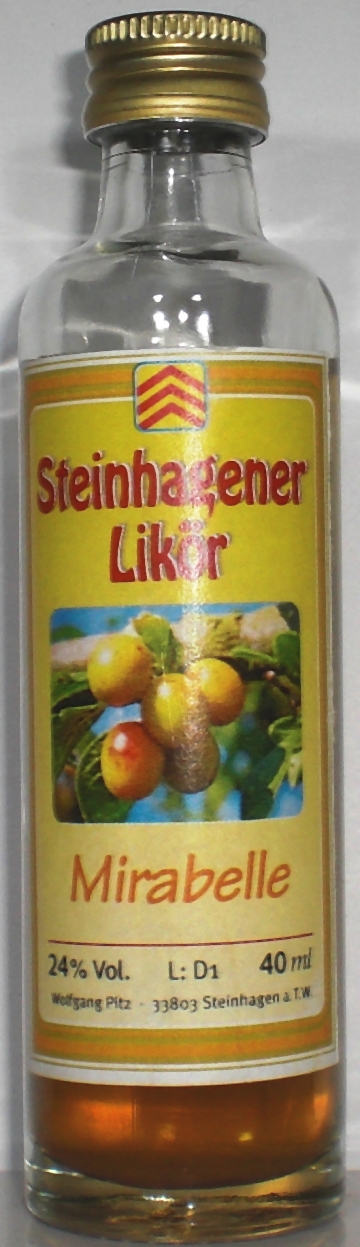 Steinhagener
Likör
Mirabelle
24% Vol. L: D1 40 ml
Wolfgang Pitz - 33803 Steinhagen a.T.W.